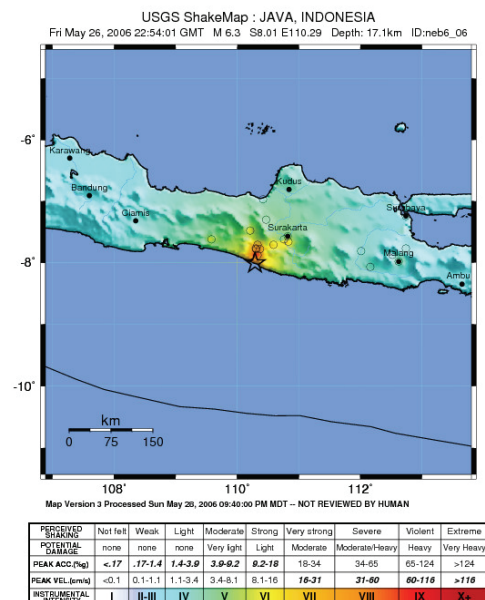 USGS ShakeMap : JAVA, INDONESIA
Fri May 26, 2006 22:54:01 GMT M 6.3 S8.01 E110.29 Depth: 17.1km ID:neb6_06
-6°
Karawang
Kudus
Bandung
Surabaya
Ciamis
Surakarta
-8°
Malang
Ambu
-10°
km
0 75 150
108° 110° 112°
Map Version 3 Processed Sun May 28, 2006 09:40:00 PM MDT -- NOT REVIEWED BY HUMAN
PERCEIVED SHAKING Not felt Weak Light Moderate Strong Very strong Severe Violent Extreme
POTENTIAL DAMAGE none none none Very light Light Moderate Moderate/Heavy Heavy Very Heavy
PEAK ACC.(%g) <.17 .17-1.4 1.4-3.9 3.9-9.2 9.2-18 18-34 34-65 65-124 >124
PEAK VEL.(cm/s) <0.1 0.1-1.1 1.1-3.4 3.4-8.1 8.1-16 16-31 31-60 60-116 >116
INSTRUMENTAL INTENSITY I II-III IV V VI VII VIII IX X+